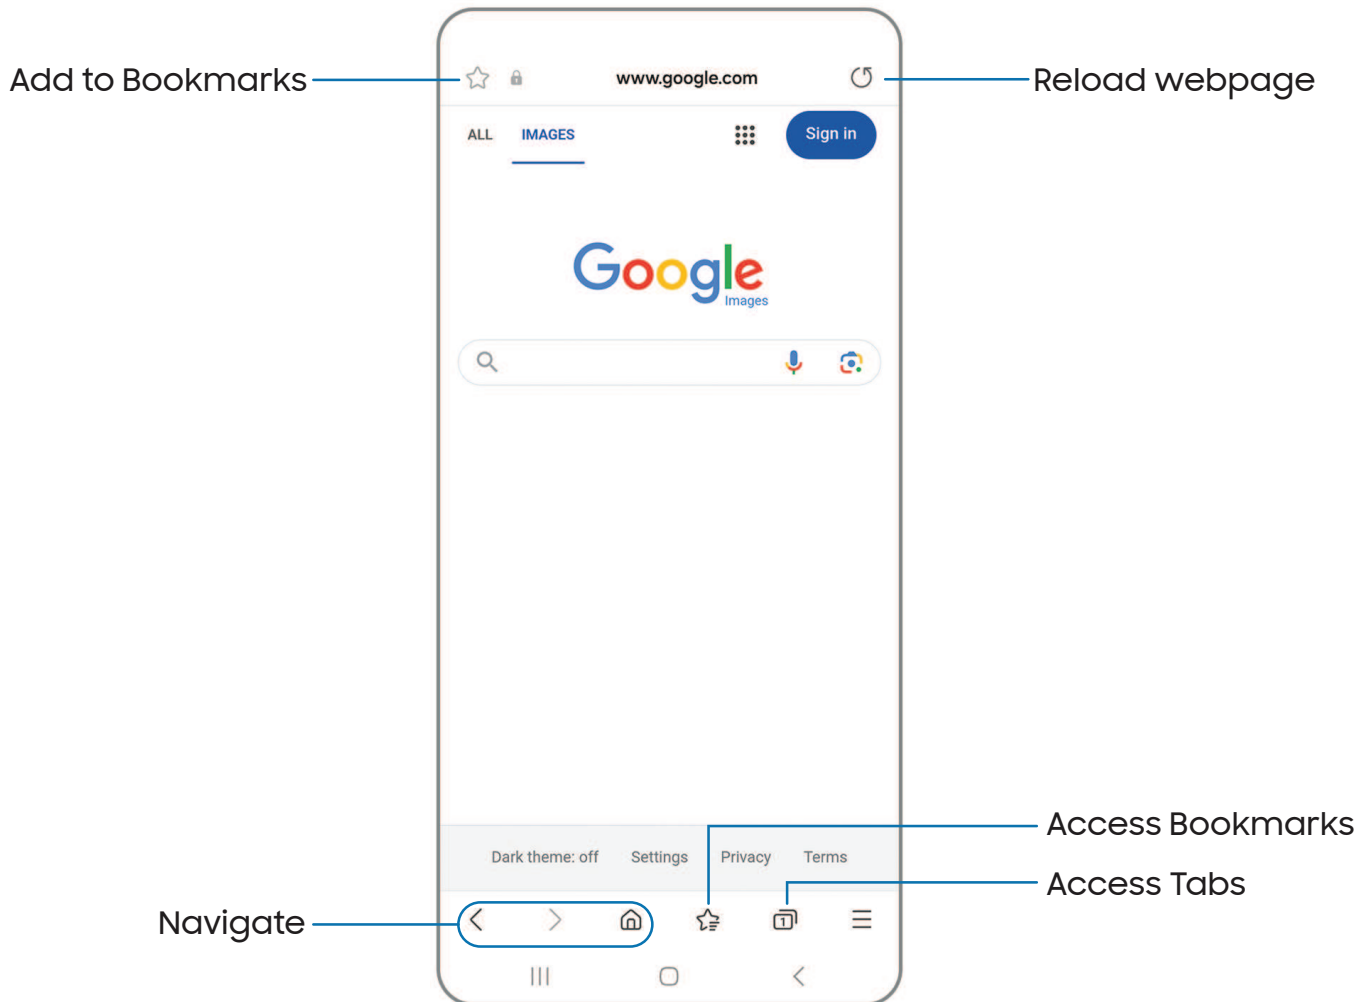 Add to Bookmarks
www.google.com
Reload webpage
ALL IMAGES
Sign in
Google
Images
Access Bookmarks
Dark theme: off Settings Privacy Terms
Access Tabs
Navigate
1